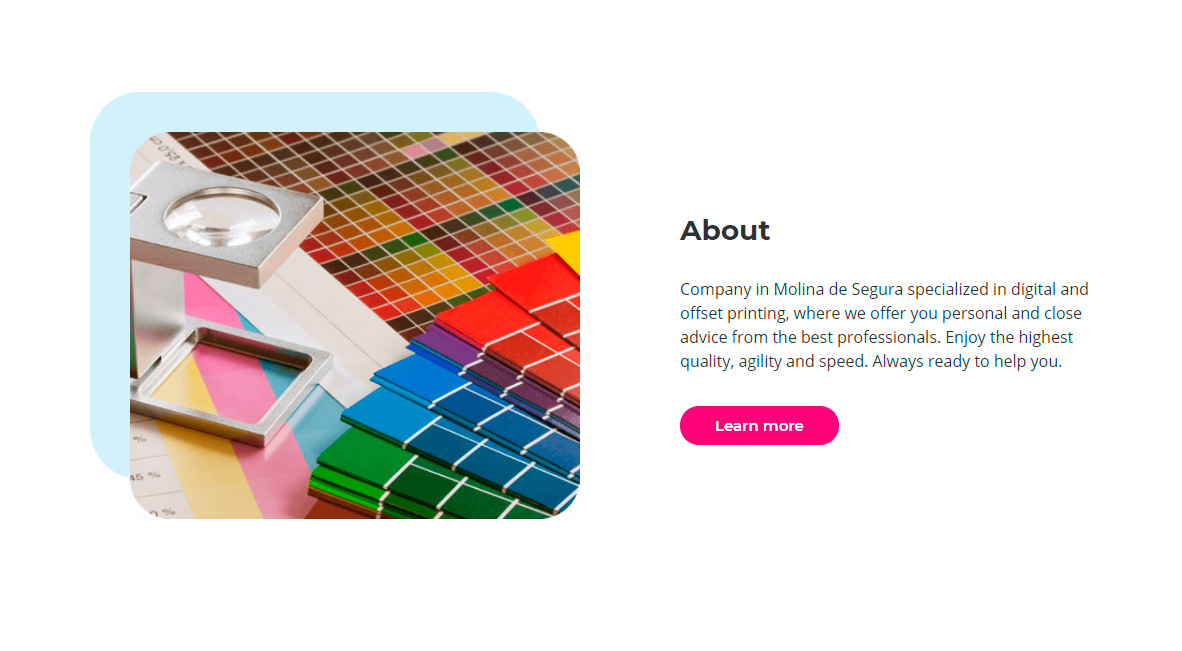 About
Company in Molina de Segura specialized in digital and
offset printing, where we offer you personal and close
advice from the best professionals. Enjoy the highest
quality, agility and speed. Always ready to help you.
Learn more
%
45 %
%